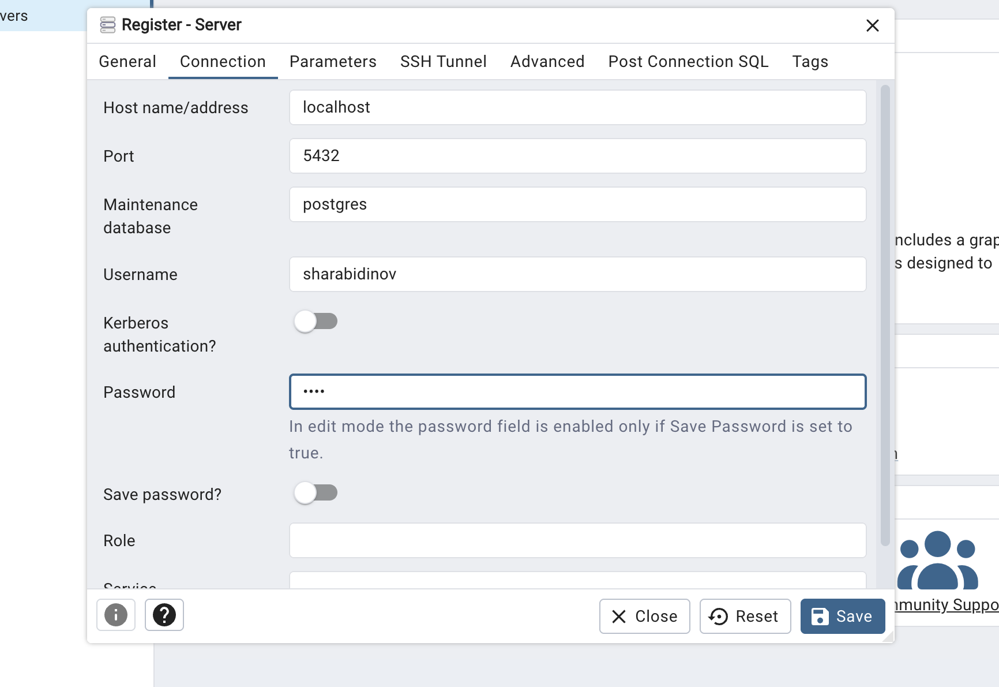 vers
Register - Server
General Connection Parameters SSH Tunnel Advanced Post Connection SQL Tags
Host name/address localhost
Port 5432
Maintenance database postgres
Username sharabidinov
Kerberos authentication?
Password ••••
In edit mode the password field is enabled only if Save Password is set to
true.
Save password?
Role
Service
Close Reset Save
ncludes a grap
s designed to
n
mmunity Suppo